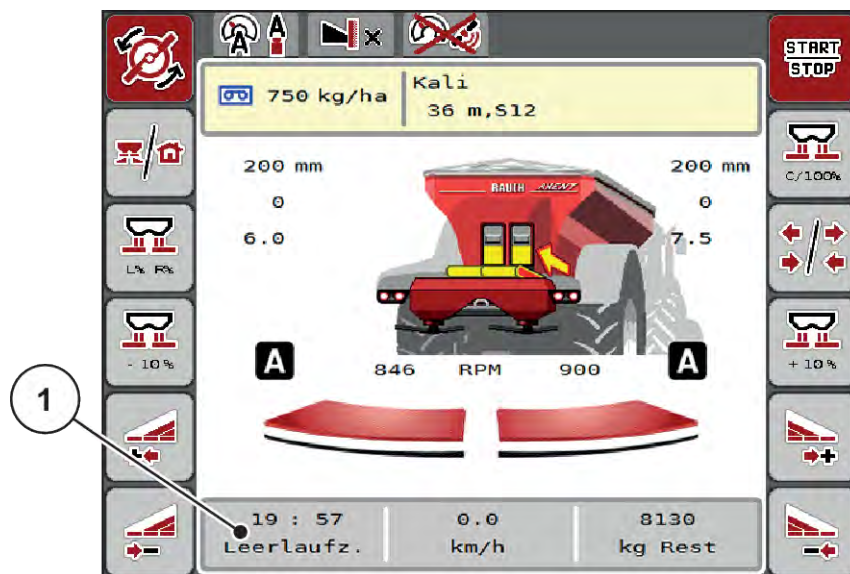 A A x
START
STOP
750 kg/ha
Kali
36 m,S12
C/100%
200 mm
200 mm
0
0
6.0
7.5
RAUCH AXENT
L% R%
- 10 %
+ 10 %
A
846 RPM 900
A
1
19 : 57
Leerlaufz.
0.0
km/h
8130
kg Rest